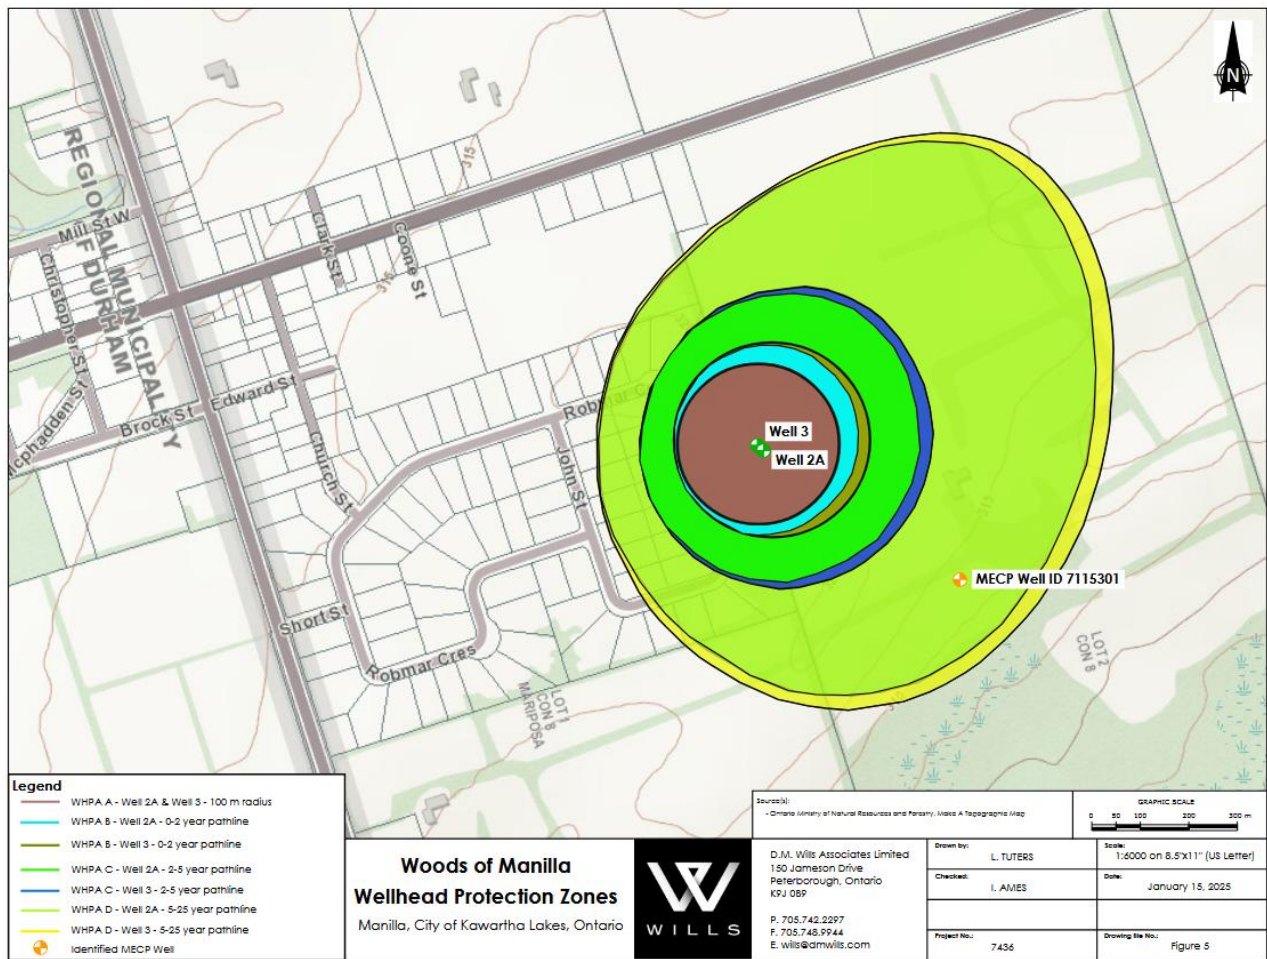 N
REGIONAL MUNICIPALITY
OF DURHAM
Mill St W
Christopher St
Mcphadden St
Brock St
Edward St
Clark St
Coone St
315
315
Church St
Robmar Cres
John St
Short St
Robmar Cres
LOT 1
CON 8
MARIPOSA
Well 3
Well 2A
315
MECP Well ID 7115301
LOT 2
CON 8
315
Legend
WHPA A - Well 2A & Well 3 - 100 m radius
WHPA B - Well 2A - 0-2 year pathline
WHPA B - Well 3 - 0-2 year pathline
WHPA C - Well 2A - 2-5 year pathline
WHPA C - Well 3 - 2-5 year pathline
WHPA D - Well 2A - 5-25 year pathline
WHPA D - Well 3 - 5-25 year pathline
Identified MECP Well
Woods of Manilla
Wellhead Protection Zones
Manilla, City of Kawartha Lakes, Ontario
WILLS
Source(s):
- Ontario Ministry of Natural Resources and Forestry, Make A Topographic Map
GRAPHIC SCALE
0 50 100 200 300 m
D.M. Wills Associates Limited
150 Jameson Drive
Peterborough, Ontario
K9J 0B9
P. 705.742.2297
F. 705.748.9944
E. wills@dmwills.com
Drawn by:
L. TUTERS
Scale:
1:6000 on 8.5"x11" (US Letter)
Checked:
I. AMES
Date:
January 15, 2025
Project No.:
7436
Drawing file No.:
Figure 5